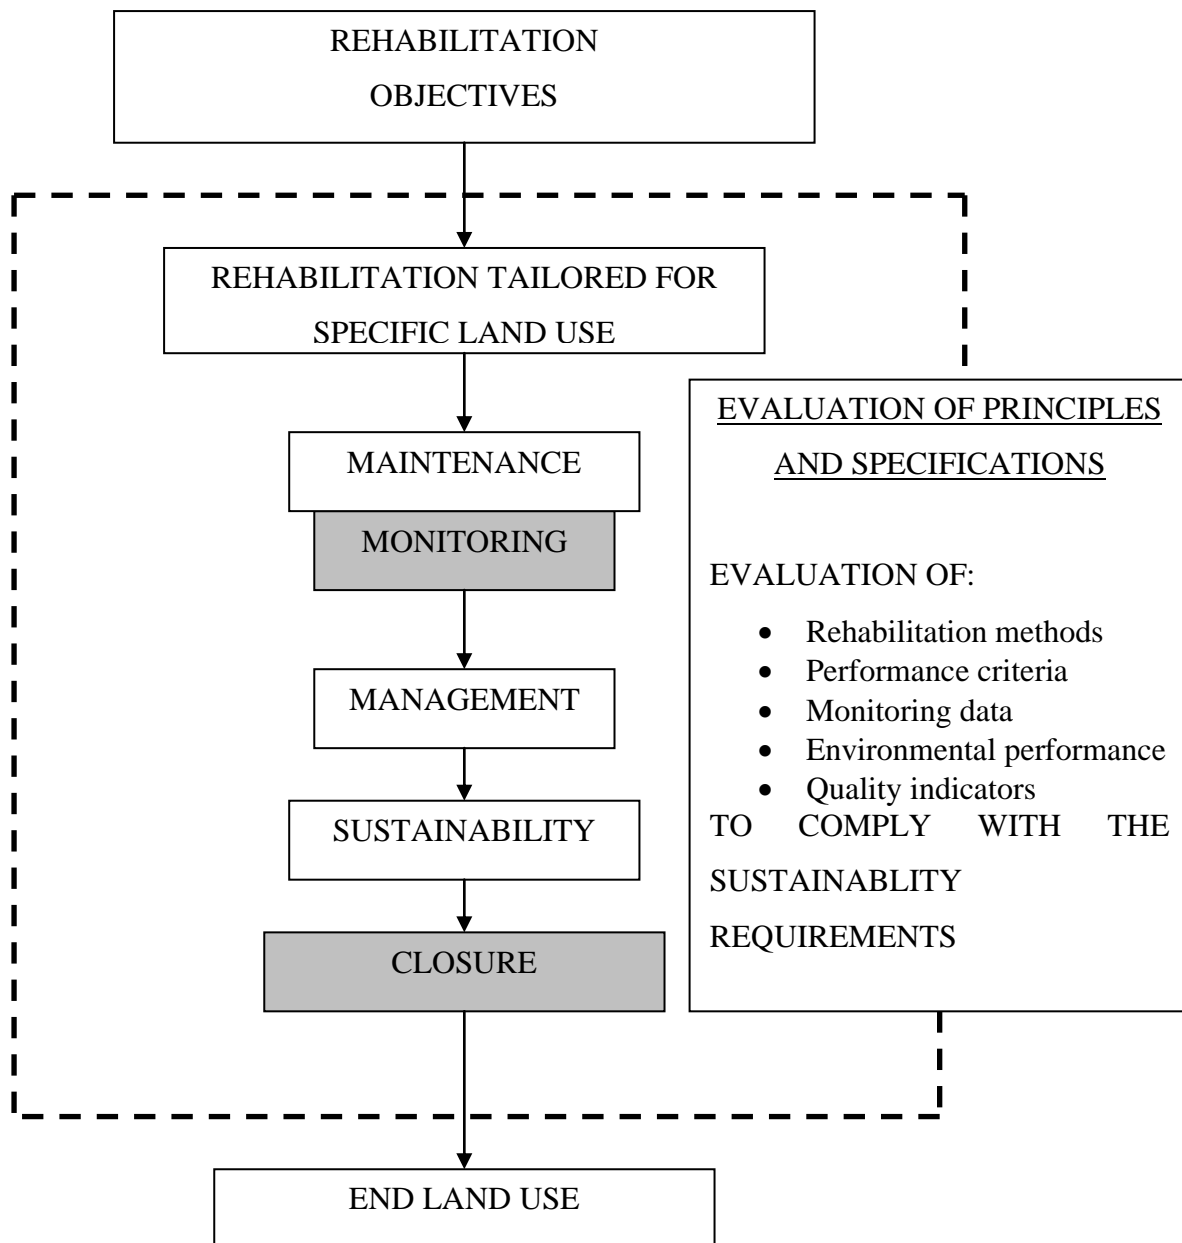 REHABILITATION
OBJECTIVES
REHABILITATION TAILORED FOR
SPECIFIC LAND USE
MAINTENANCE
MONITORING
MANAGEMENT
SUSTAINABILITY
CLOSURE
END LAND USE
EVALUATION OF PRINCIPLES
AND SPECIFICATIONS
EVALUATION OF:
• Rehabilitation methods
• Performance criteria
• Monitoring data
• Environmental performance
• Quality indicators
TO COMPLY WITH THE
SUSTAINABLITY
REQUIREMENTS